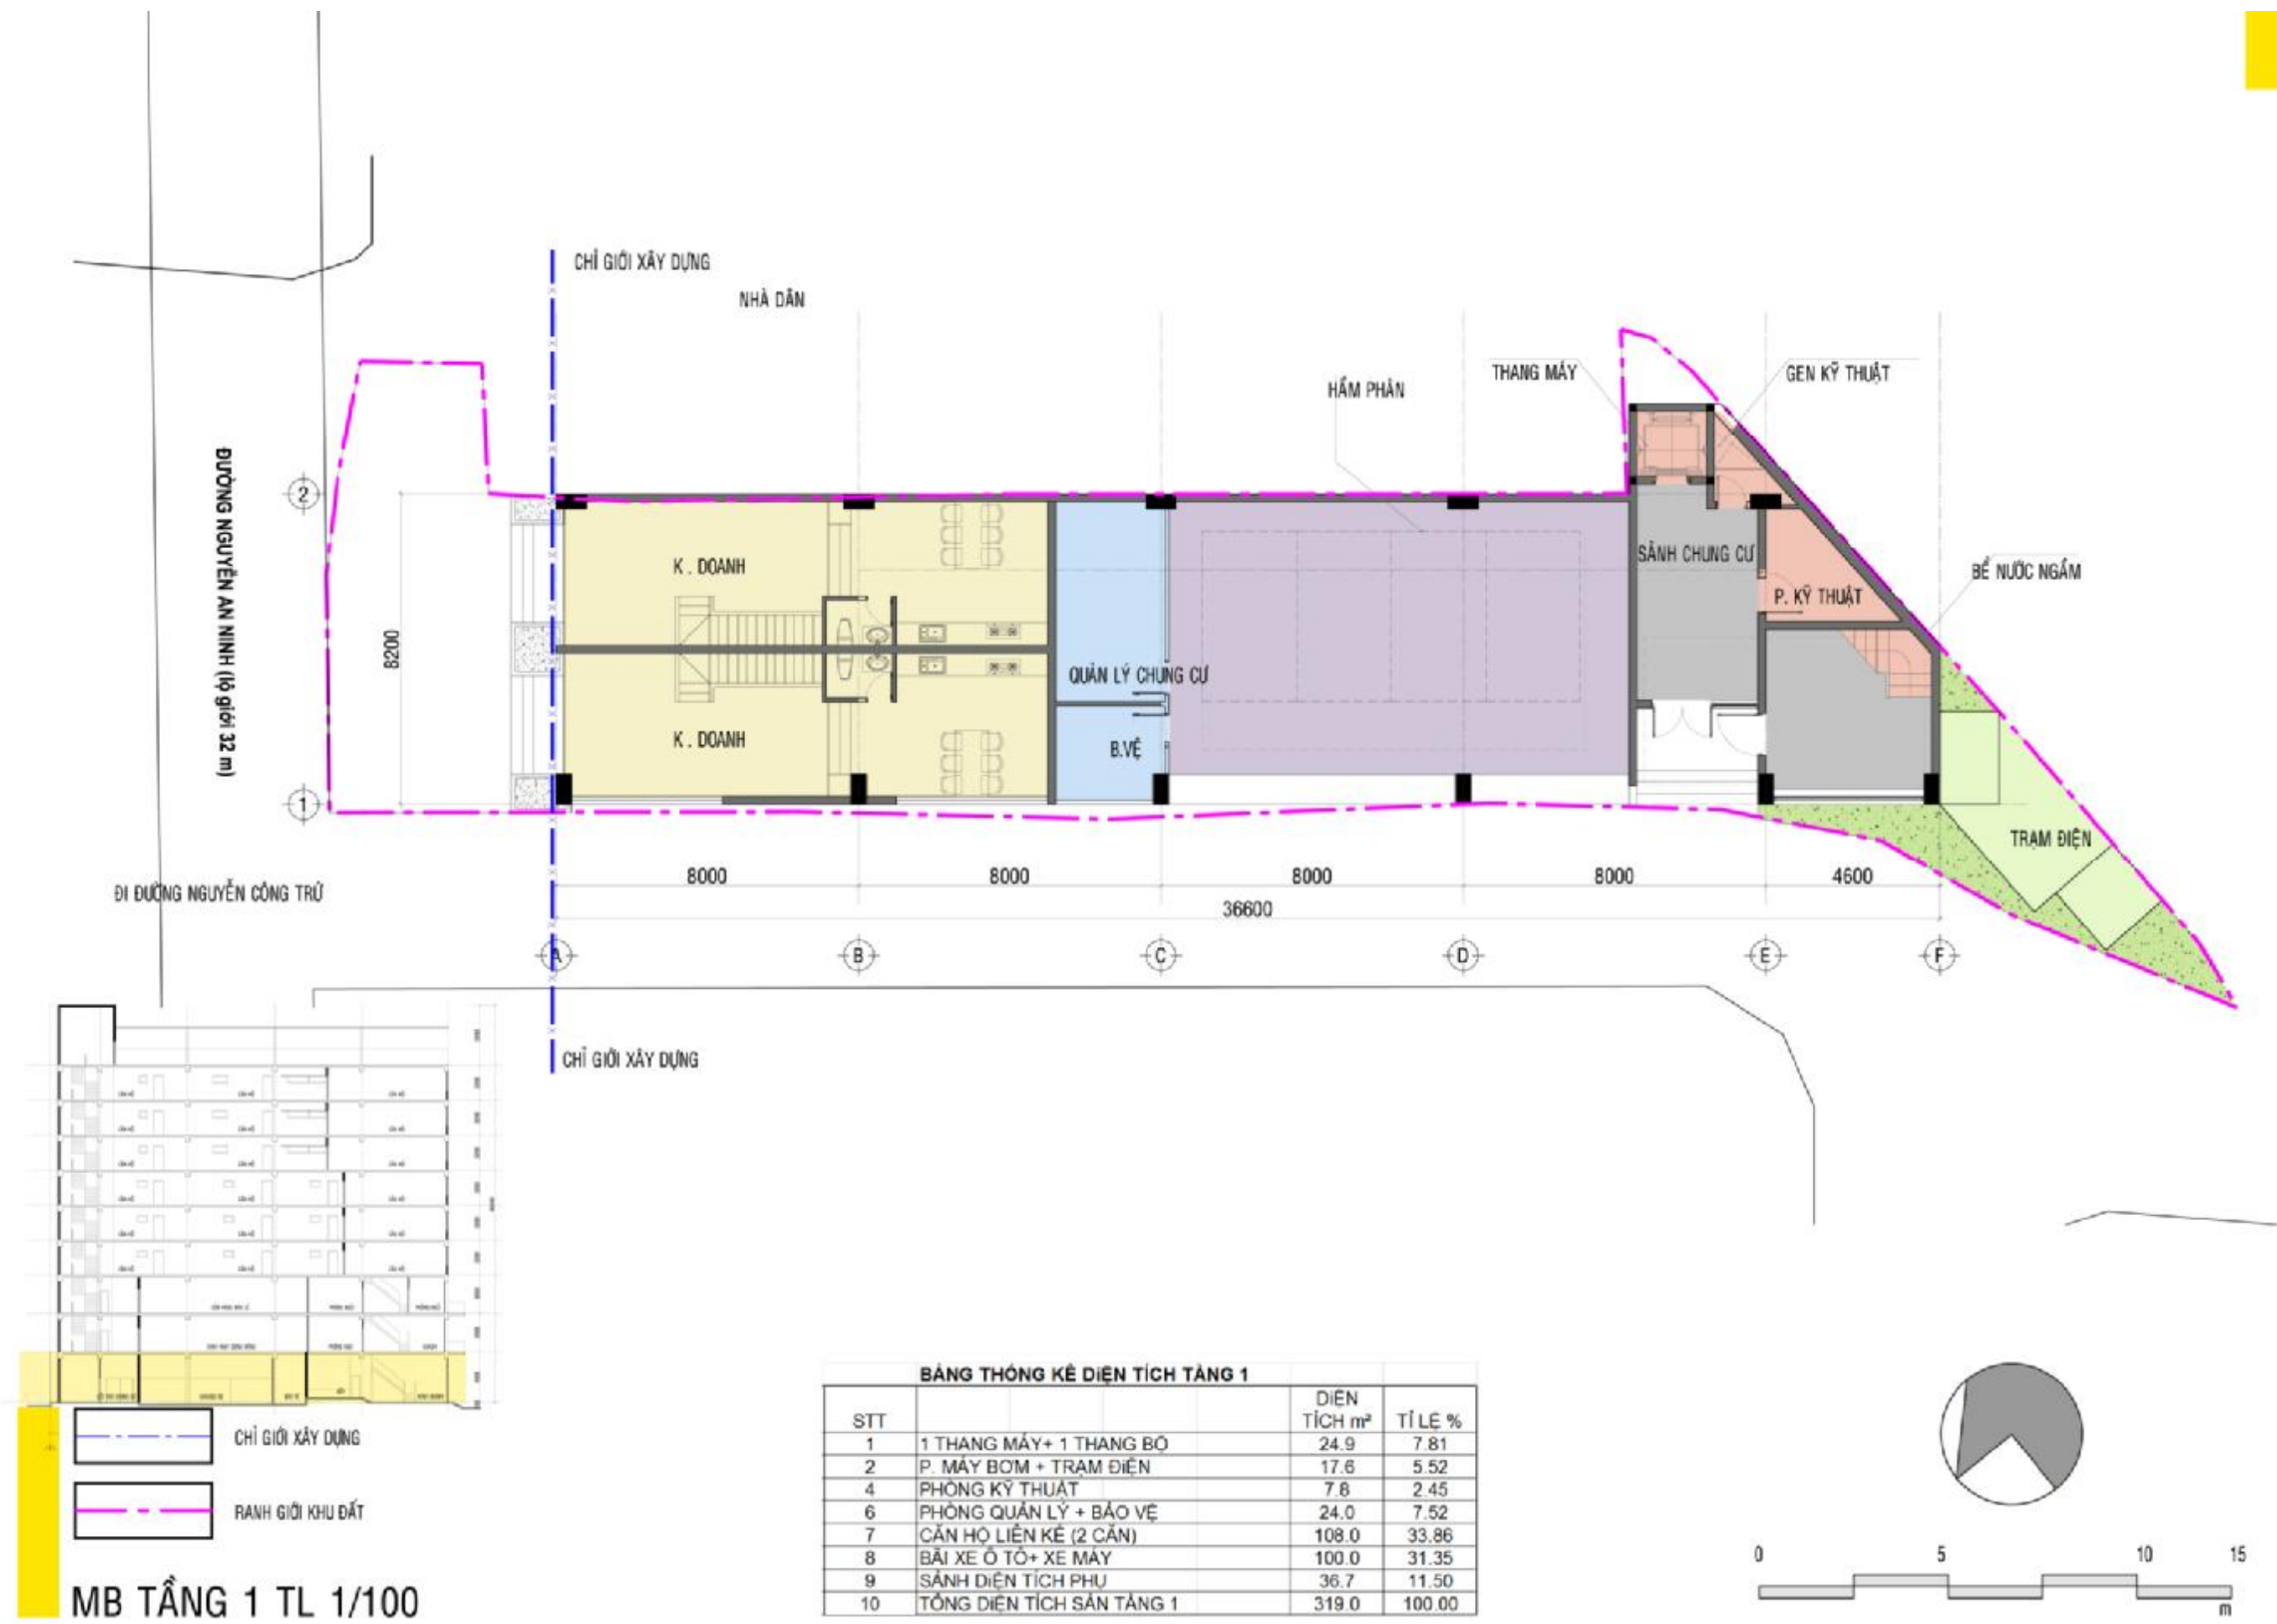 CHỈ GIỚI XÂY DỰNG
NHÀ DÂN
THANG MÁY
GEN KỸ THUẬT
HẦM PHÂN
ĐƯỜNG NGUYỄN AN NINH (lộ giới 32 m)
2
8200
1
K . DOANH
K . DOANH
QUẢN LÝ CHUNG CƯ
B.VỆ
SẢNH CHUNG CƯ
P. KỸ THUẬT
BỂ NƯỚC NGẦM
TRẠM ĐIỆN
ĐI ĐƯỜNG NGUYỄN CÔNG TRỨ
8000
8000
8000
8000
4600
36600
A
B
C
D
E
F
CHỈ GIỚI XÂY DỰNG
CHỈ GIỚI XÂY DỰNG
RANH GIỚI KHU ĐẤT
MB TẦNG 1 TL 1/100
BẢNG THỐNG KÊ DIỆN TÍCH TẦNG 1
STT DIỆN TÍCH m² TỈ LỆ %
1 1 THANG MÁY+ 1 THANG BỘ 24.9 7.81
2 P. MÁY BƠM + TRẠM ĐIỆN 17.6 5.52
4 PHÒNG KỸ THUẬT 7.8 2.45
6 PHÒNG QUẢN LÝ + BẢO VỆ 24.0 7.52
7 CĂN HỘ LIÊN KẾ (2 CĂN) 108.0 33.86
8 BÃI XE Ô TÔ+ XE MÁY 100.0 31.35
9 SẢNH DIỆN TÍCH PHỤ 36.7 11.50
10 TỔNG DIỆN TÍCH SÀN TẦNG 1 319.0 100.00
0 5 10 15
m